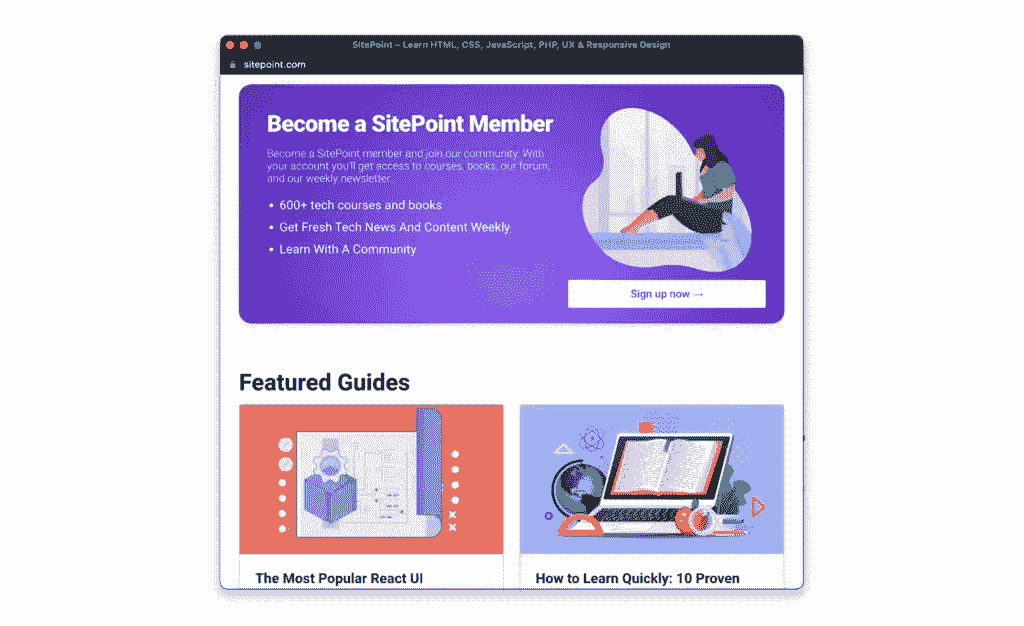 SitePoint – Learn HTML, CSS, JavaScript, PHP, UX & Responsive Design
sitepoint.com
Become a SitePoint Member
Become a SitePoint member and join our community. With
your account you'll get access to courses, books, our forum,
and our weekly newsletter.
• 600+ tech courses and books
• Get Fresh Tech News And Content Weekly
• Learn With A Community
Sign up now →
Featured Guides
The Most Popular React UI
How to Learn Quickly: 10 Proven